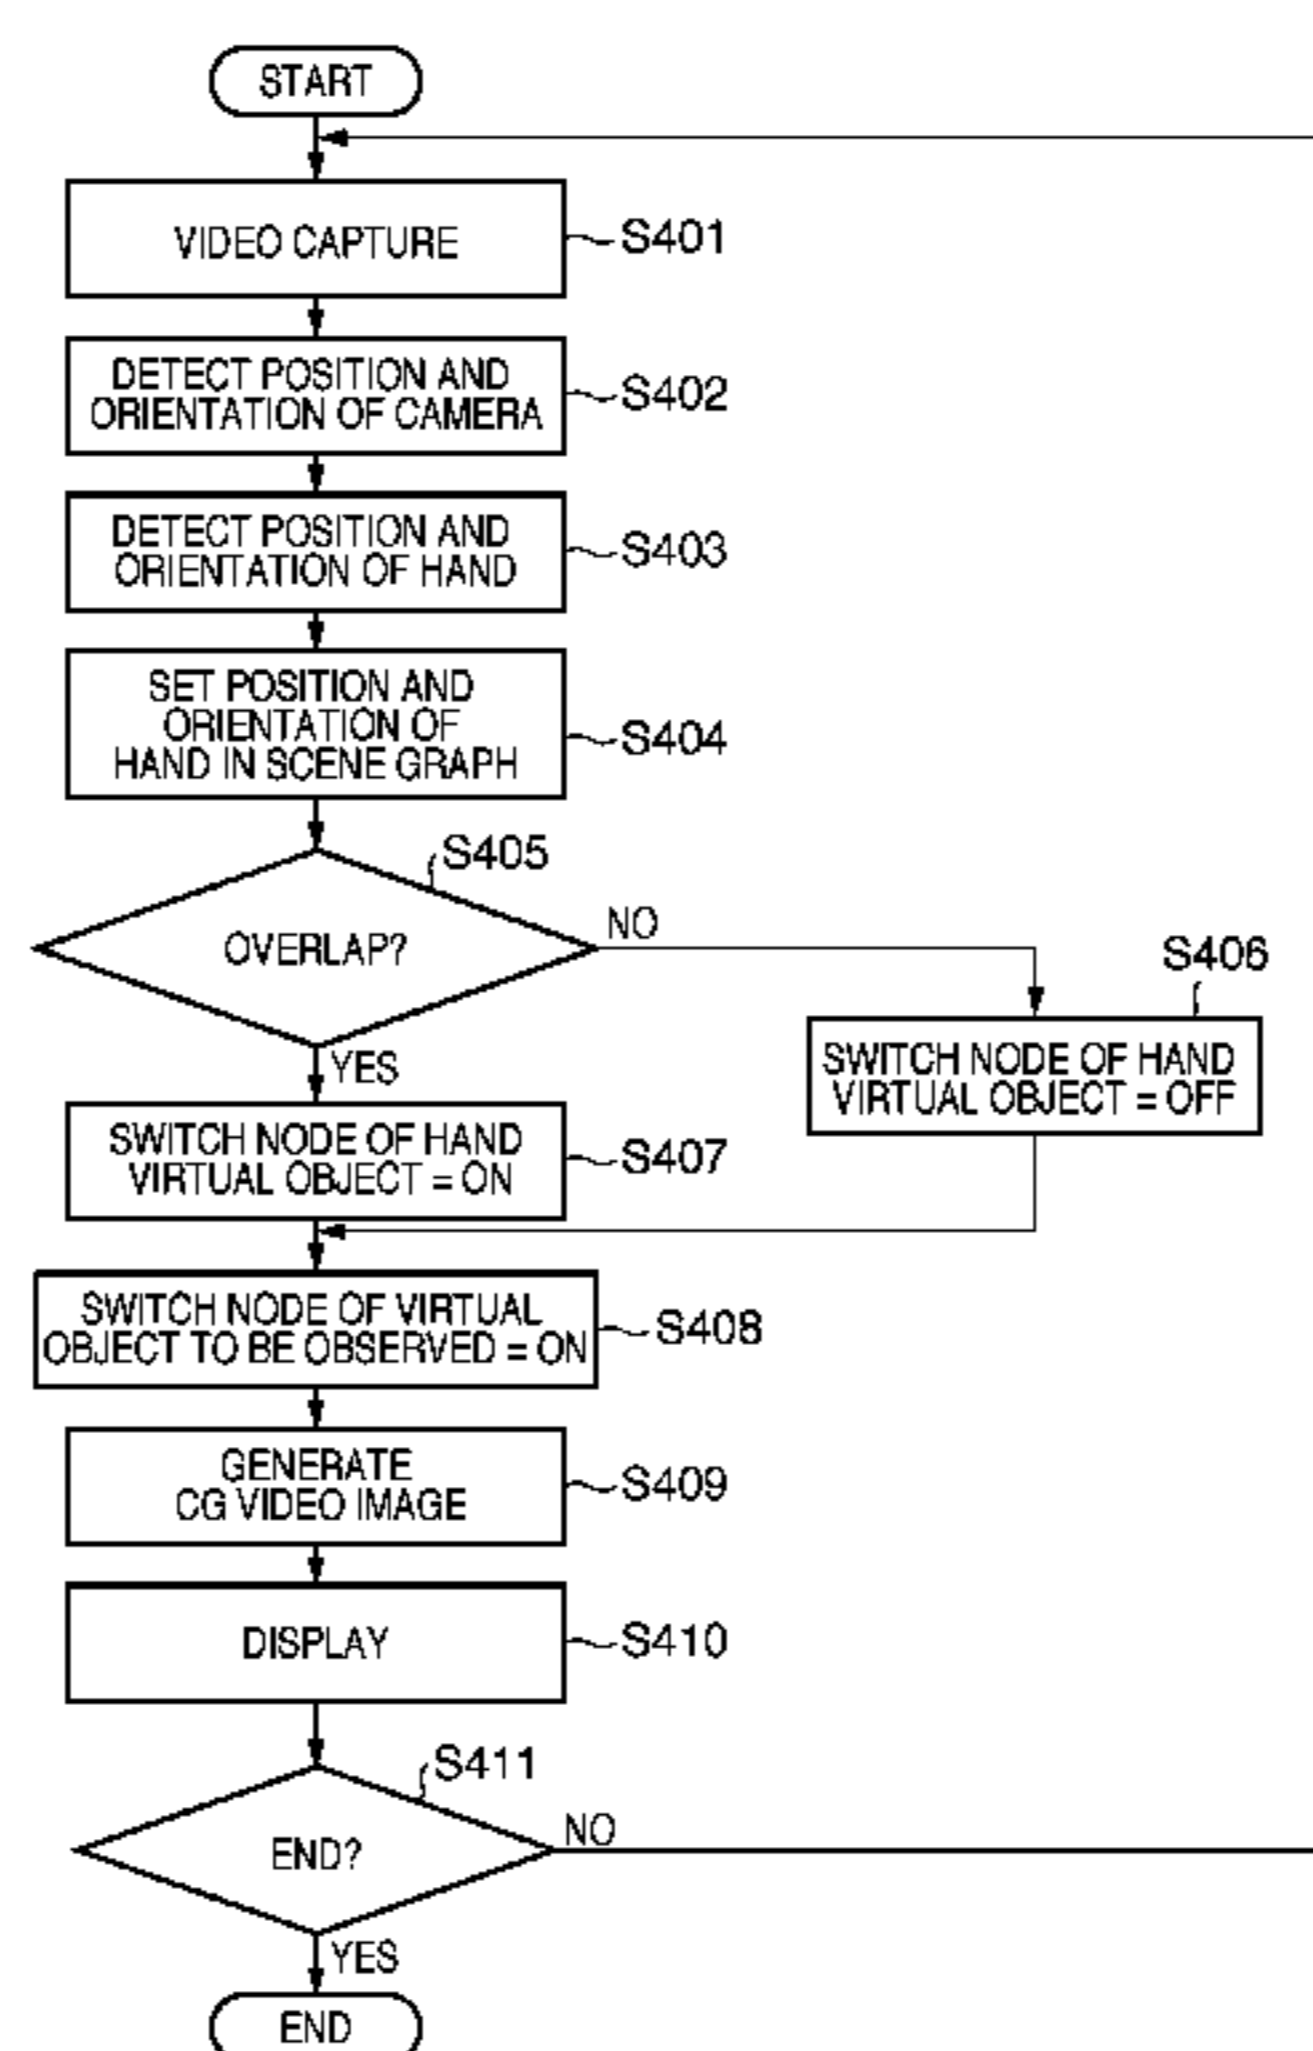 START
VIDEO CAPTURE
S401
DETECT POSITION AND
ORIENTATION OF CAMERA
S402
DETECT POSITION AND
ORIENTATION OF HAND
S403
SET POSITION AND
ORIENTATION OF
HAND IN SCENE GRAPH
S404
S405
OVERLAP?
NO
YES
S406
SWITCH NODE OF HAND
VIRTUAL OBJECT = OFF
SWITCH NODE OF HAND
VIRTUAL OBJECT = ON
S407
SWITCH NODE OF VIRTUAL
OBJECT TO BE OBSERVED = ON
S408
GENERATE
CG VIDEO IMAGE
S409
DISPLAY
S410
S411
END?
NO
YES
END